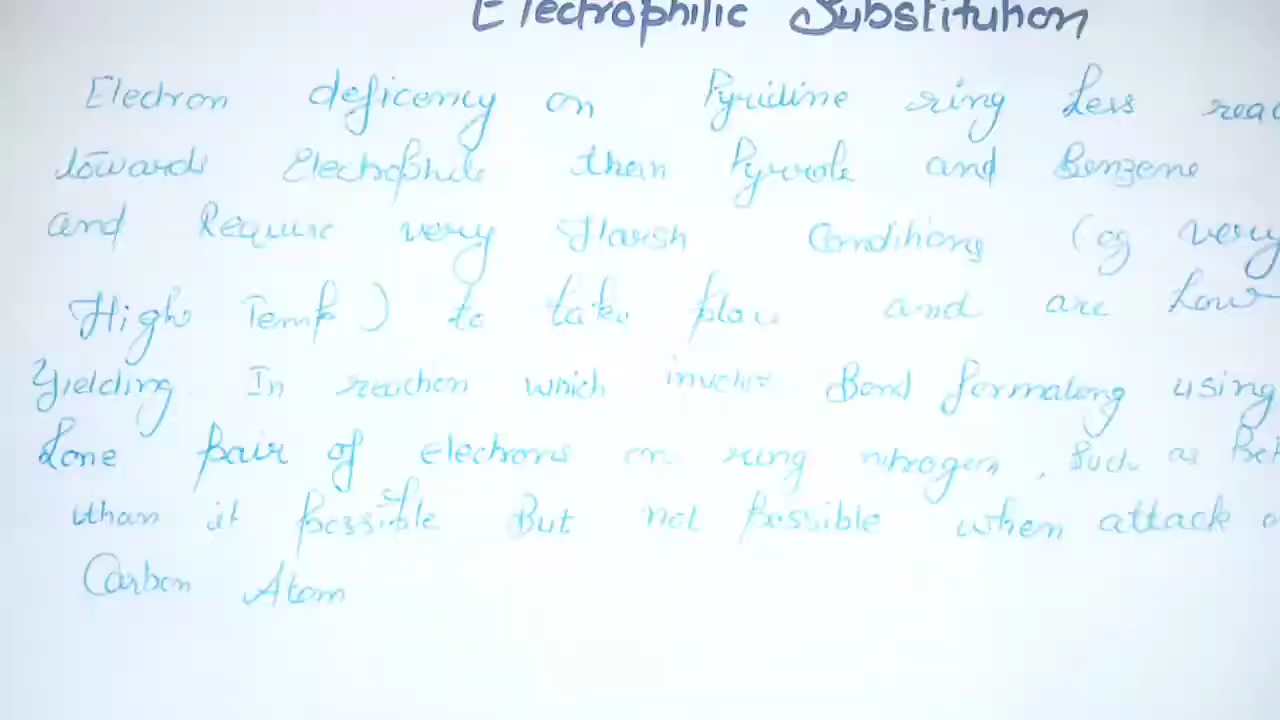 Electrophilic Substitution
Electron deficency on Pyridine ring Less reac
towards Electrophile than Pyrrole and Benzene
and Require very Harsh Conditions (eg very
High Temp) to take place and are Low
Yielding. In reaction which involve Bond formation using
Lone pair of electrons on ring nitrogen, Such as
than it possible But not possible when attack
Carbon Atom